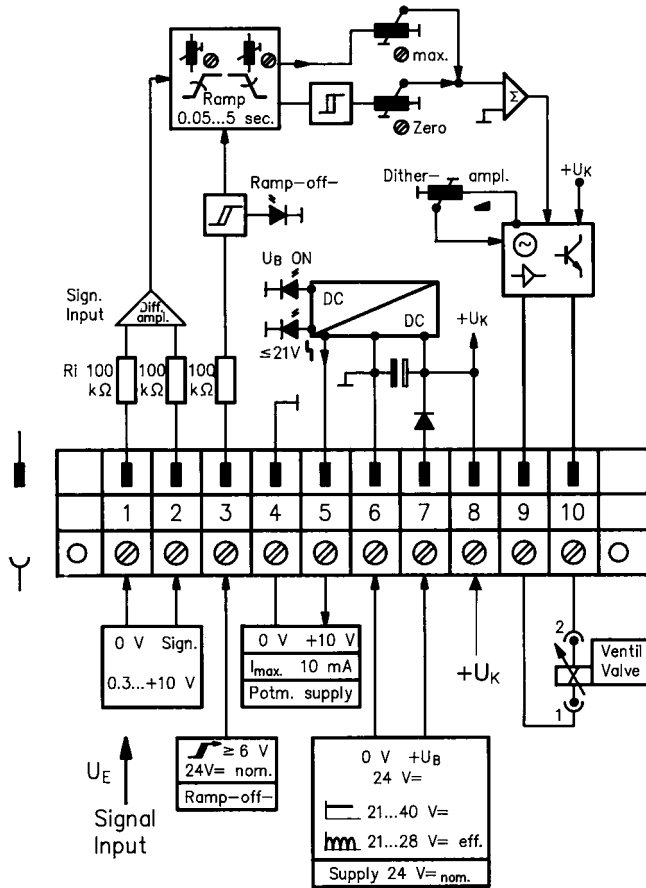 max.
Ramp
0.05...5 sec.
Zero
Σ
Ramp-off-
Dither- ampl.
+UK
UB ON
DC
DC
≤21V
+UK
Sign.
Input
Diff.
ampl.
Ri 100 kΩ
100 kΩ
100 kΩ
1 2 3 4 5 6 7 8 9 10
0 V Sign.
0.3...+10 V
0 V +10 V
Imax. 10 mA
Potm. supply
+UK
2
1
Ventil
Valve
UE
Signal
Input
≥ 6 V
24V= nom.
Ramp-off-
0 V +UB
24 V=
21...40 V=
21...28 V= eff.
Supply 24 V=nom.